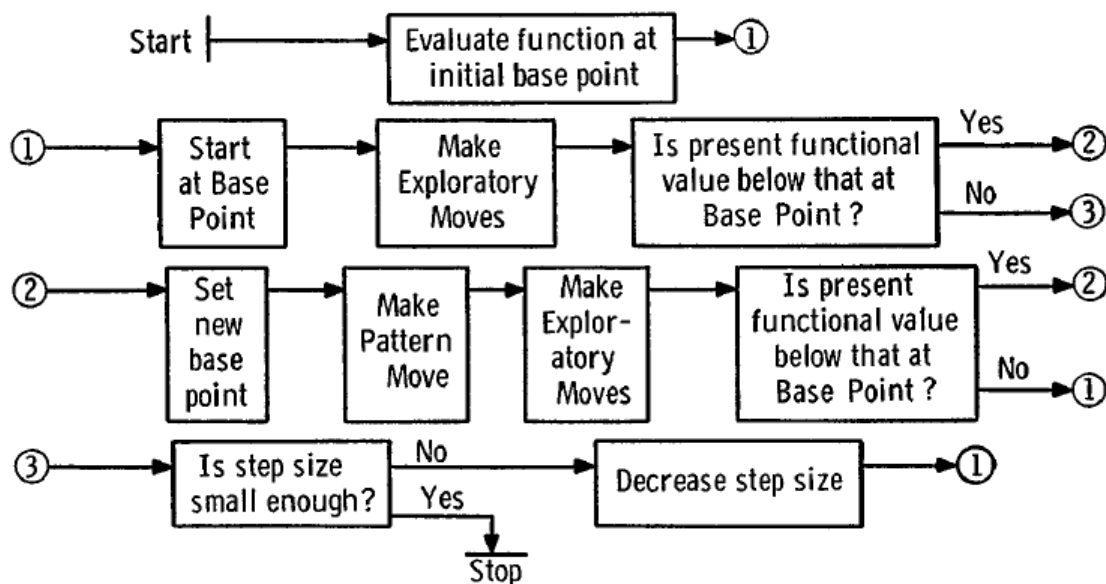 Start
Evaluate function at
initial base point
①
①
Start
at Base
Point
Make
Exploratory
Moves
Is present functional
value below that at
Base Point?
Yes
②
No
③
②
Set
new
base
point
Make
Pattern
Move
Make
Explor-
atory
Moves
Is present
functional value
below that at
Base Point?
Yes
②
No
①
③
Is step size
small enough?
No
Yes
Stop
Decrease step size
①